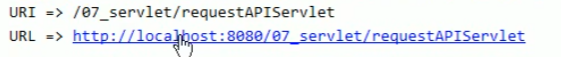 URI => /07_servlet/requestAPIServlet
URL => http://localhost:8080/07_servlet/requestAPIServlet